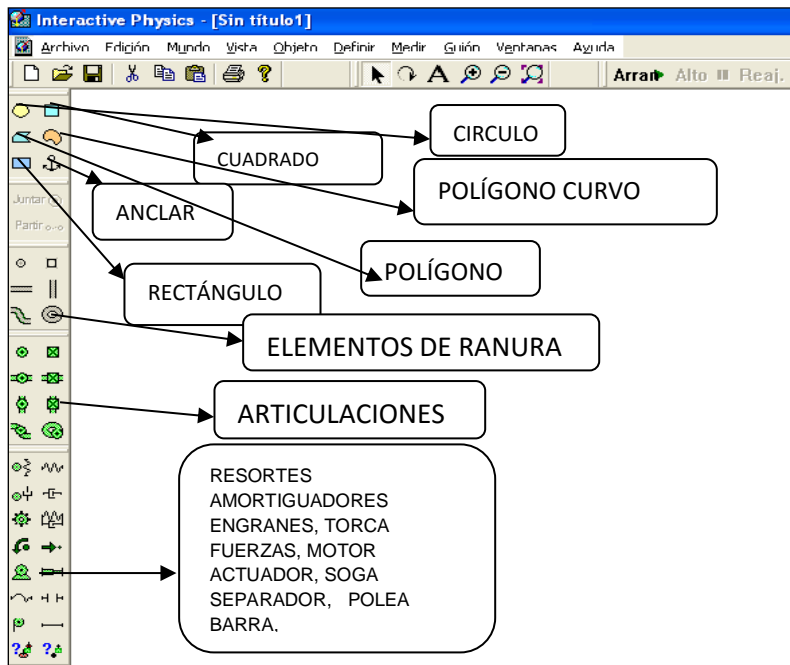 Interactive Physics - [Sin título1]
Archivo Edición Mundo Vista Objeto Definir Medir Guión Ventanas Ayuda
Arran Alto Reaj.
CIRCULO
CUADRADO
POLÍGONO CURVO
ANCLAR
Juntar
Partir
POLÍGONO
RECTÁNGULO
ELEMENTOS DE RANURA
ARTICULACIONES
RESORTES
AMORTIGUADORES
ENGRANES, TORCA
FUERZAS, MOTOR
ACTUADOR, SOGA
SEPARADOR, POLEA
BARRA,